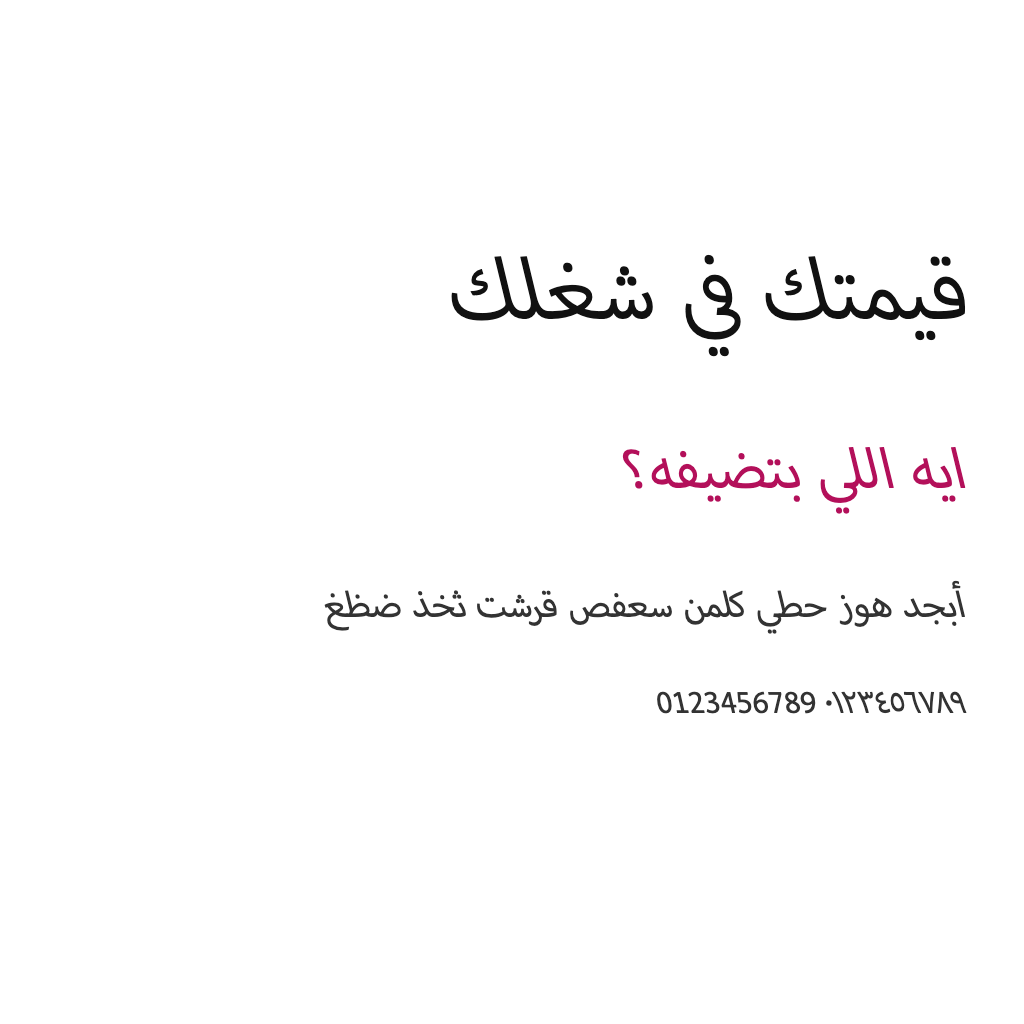 قيمتك في شغلك
ايه اللي بتضيفه؟
أبجد هوز حطي كلمن سعفص قرشت ثخذ ضظغ
٠١٢٣٤٥٦٧٨٩ 0123456789